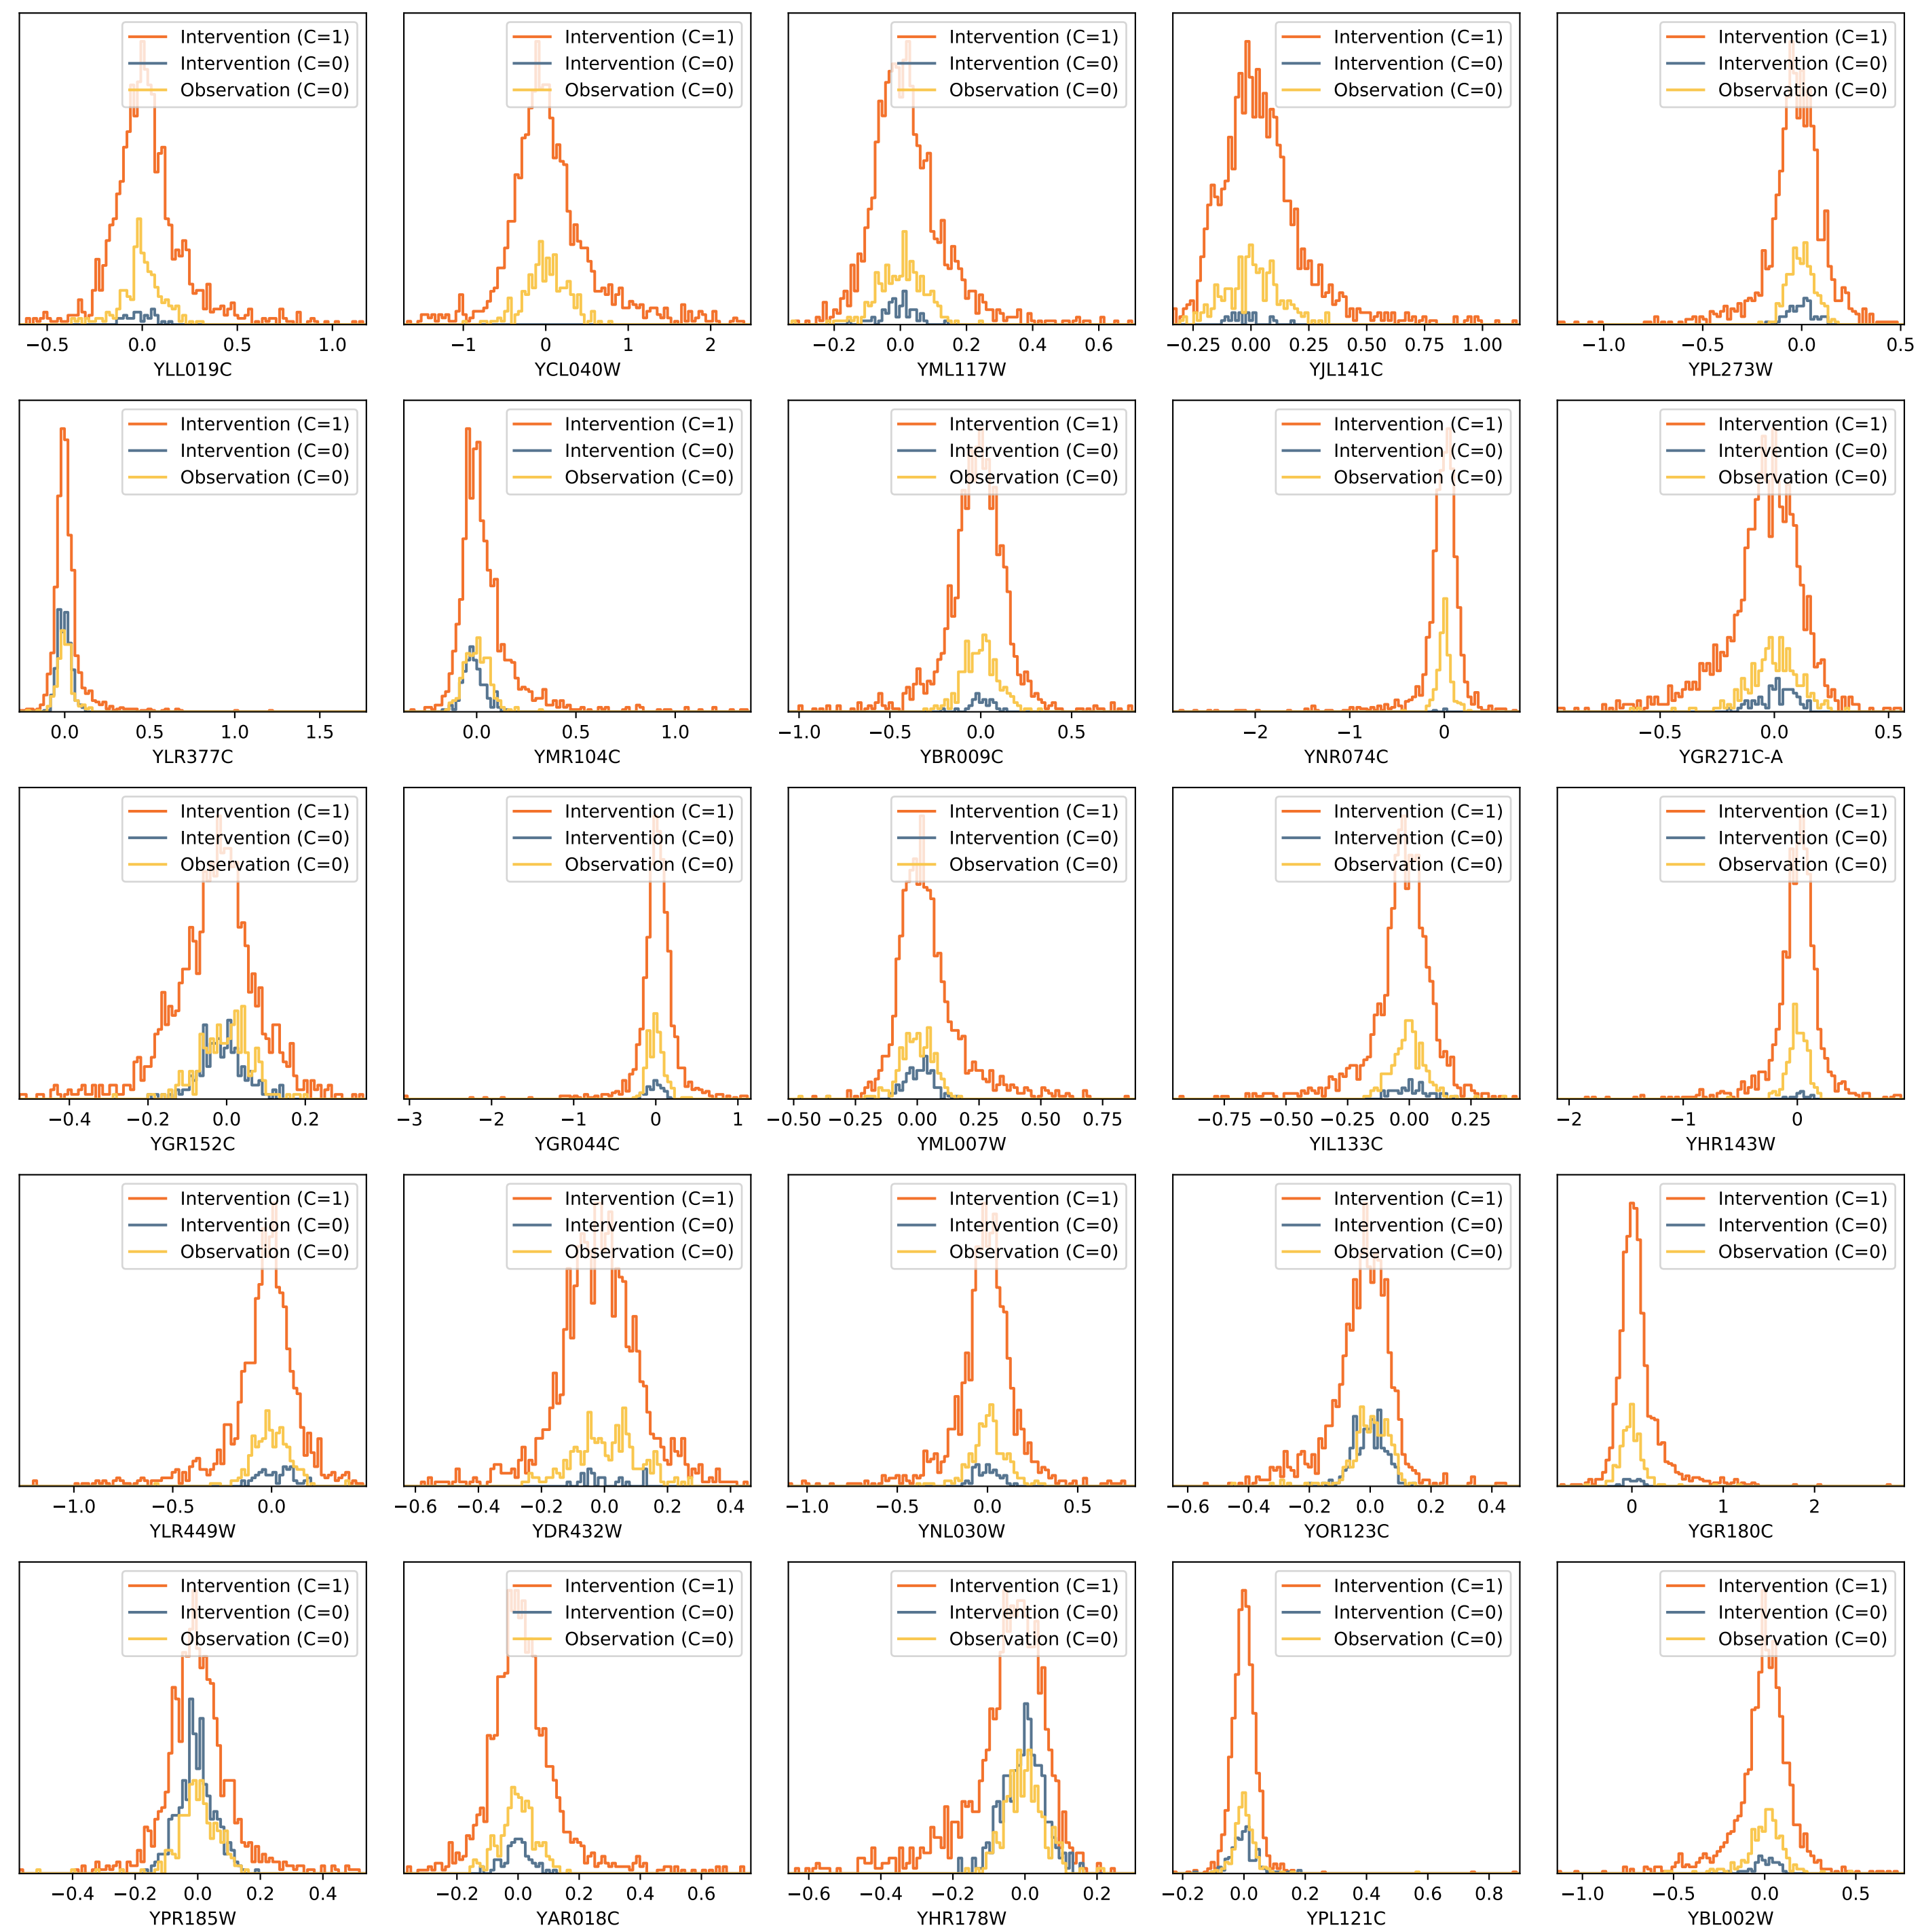 Intervention (C=1)
Intervention (C=0)
Observation (C=0)
−0.5 0.0 0.5 1.0
YLL019C
Intervention (C=1)
Intervention (C=0)
Observation (C=0)
−1 0 1 2
YCL040W
Intervention (C=1)
Intervention (C=0)
Observation (C=0)
−0.2 0.0 0.2 0.4 0.6
YML117W
Intervention (C=1)
Intervention (C=0)
Observation (C=0)
−0.25 0.00 0.25 0.50 0.75 1.00
YJL141C
Intervention (C=1)
Intervention (C=0)
Observation (C=0)
−1.0 −0.5 0.0 0.5
YPL273W
Intervention (C=1)
Intervention (C=0)
Observation (C=0)
0.0 0.5 1.0 1.5
YLR377C
Intervention (C=1)
Intervention (C=0)
Observation (C=0)
0.0 0.5 1.0
YMR104C
Intervention (C=1)
Intervention (C=0)
Observation (C=0)
−1.0 −0.5 0.0 0.5
YBR009C
Intervention (C=1)
Intervention (C=0)
Observation (C=0)
−2 −1 0
YNR074C
Intervention (C=1)
Intervention (C=0)
Observation (C=0)
−0.5 0.0 0.5
YGR271C-A
Intervention (C=1)
Intervention (C=0)
Observation (C=0)
−0.4 −0.2 0.0 0.2
YGR152C
Intervention (C=1)
Intervention (C=0)
Observation (C=0)
−3 −2 −1 0 1
YGR044C
Intervention (C=1)
Intervention (C=0)
Observation (C=0)
−0.50 −0.25 0.00 0.25 0.50 0.75
YML007W
Intervention (C=1)
Intervention (C=0)
Observation (C=0)
−0.75 −0.50 −0.25 0.00 0.25
YIL133C
Intervention (C=1)
Intervention (C=0)
Observation (C=0)
−2 −1 0
YHR143W
Intervention (C=1)
Intervention (C=0)
Observation (C=0)
−1.0 −0.5 0.0
YLR449W
Intervention (C=1)
Intervention (C=0)
Observation (C=0)
−0.6 −0.4 −0.2 0.0 0.2 0.4
YDR432W
Intervention (C=1)
Intervention (C=0)
Observation (C=0)
−1.0 −0.5 0.0 0.5
YNL030W
Intervention (C=1)
Intervention (C=0)
Observation (C=0)
−0.6 −0.4 −0.2 0.0 0.2 0.4
YOR123C
Intervention (C=1)
Intervention (C=0)
Observation (C=0)
0 1 2
YGR180C
Intervention (C=1)
Intervention (C=0)
Observation (C=0)
−0.4 −0.2 0.0 0.2 0.4
YPR185W
Intervention (C=1)
Intervention (C=0)
Observation (C=0)
−0.2 0.0 0.2 0.4 0.6
YAR018C
Intervention (C=1)
Intervention (C=0)
Observation (C=0)
−0.6 −0.4 −0.2 0.0 0.2
YHR178W
Intervention (C=1)
Intervention (C=0)
Observation (C=0)
−0.2 0.0 0.2 0.4 0.6 0.8
YPL121C
Intervention (C=1)
Intervention (C=0)
Observation (C=0)
−1.0 −0.5 0.0 0.5
YBL002W